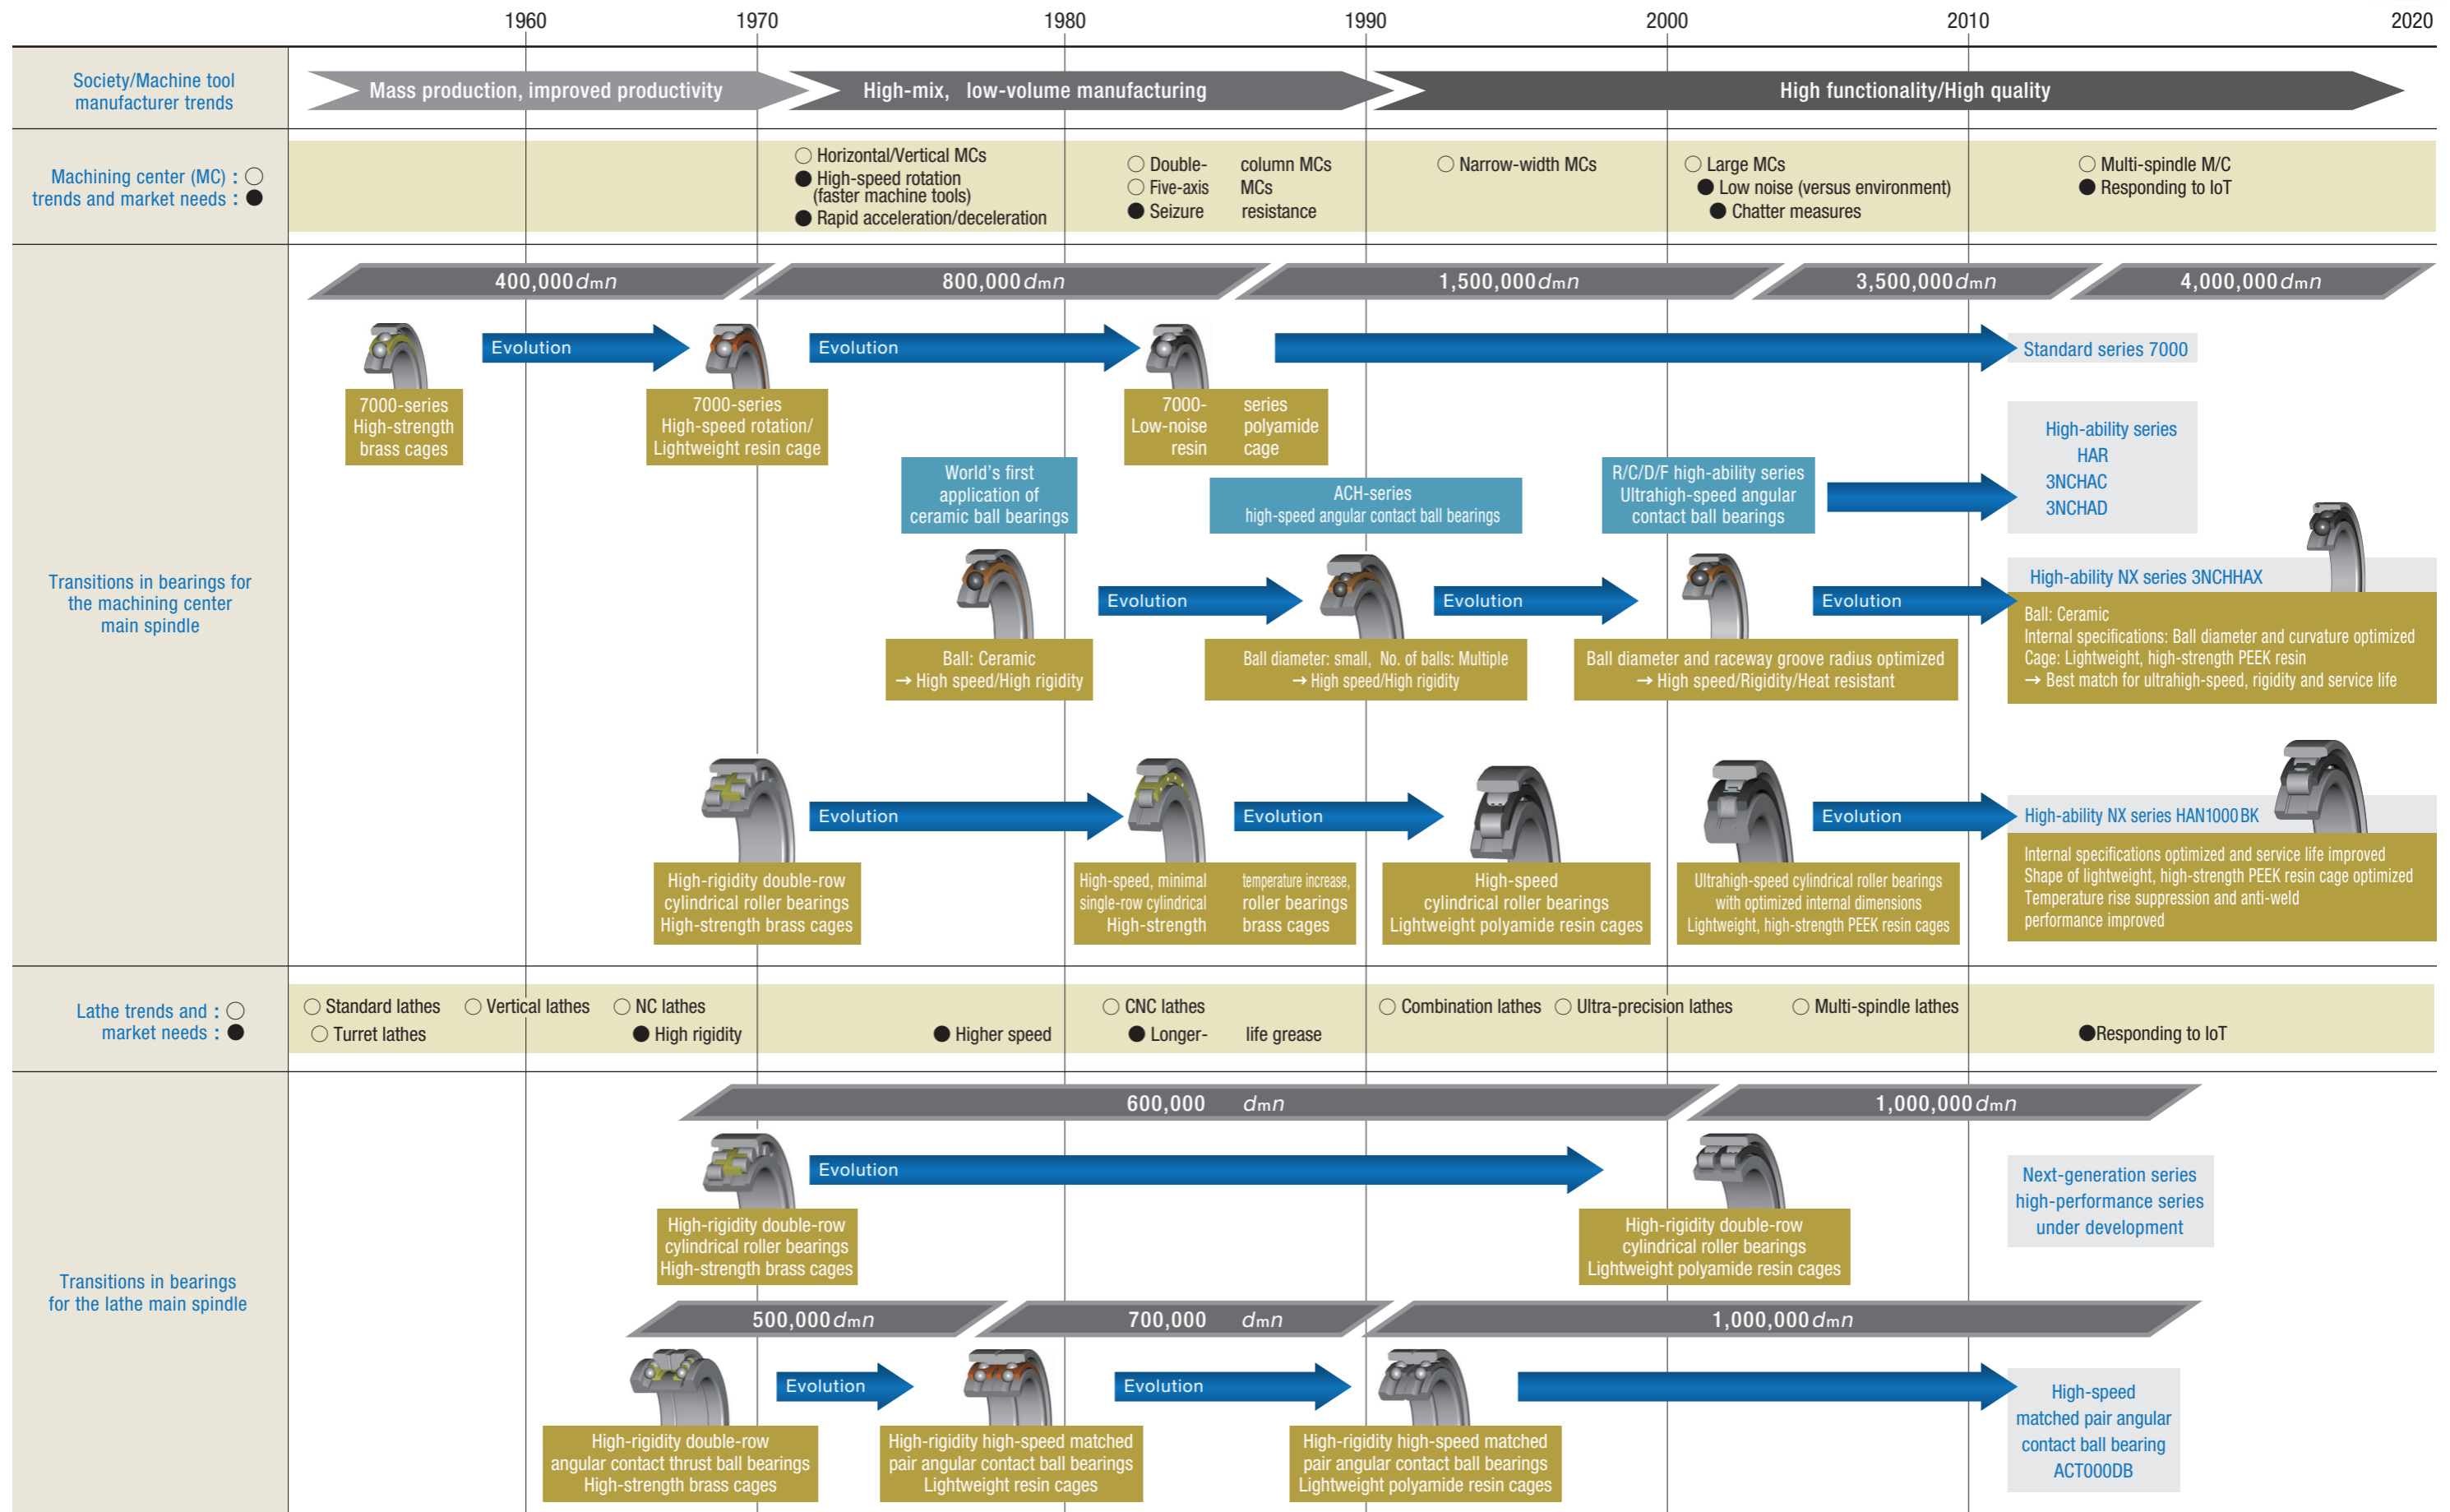 1960 1970 1980 1990 2000 2010 2020
Society/Machine tool
manufacturer trends
Mass production, improved productivity
High-mix, low-volume manufacturing
High functionality/High quality
Machining center (MC) : ○
trends and market needs : ●
○ Horizontal/Vertical MCs
● High-speed rotation
(faster machine tools)
● Rapid acceleration/deceleration
○ Double- column MCs
○ Five-axis MCs
● Seizure resistance
○ Narrow-width MCs
○ Large MCs
● Low noise (versus environment)
● Chatter measures
○ Multi-spindle M/C
● Responding to IoT
Transitions in bearings for
the machining center
main spindle
400,000dmn
800,000dmn
1,500,000dmn
3,500,000dmn
4,000,000dmn
Evolution
Evolution
Standard series 7000
7000-series
High-strength
brass cages
7000-series
High-speed rotation/
Lightweight resin cage
7000- series
Low-noise polyamide
resin cage
World's first
application of
ceramic ball bearings
ACH-series
high-speed angular contact ball bearings
R/C/D/F high-ability series
Ultrahigh-speed angular
contact ball bearings
High-ability series
HAR
3NCHAC
3NCHAD
Evolution
Evolution
Evolution
High-ability NX series 3NCHHAX
Ball: Ceramic
→ High speed/High rigidity
Ball diameter: small, No. of balls: Multiple
→ High speed/High rigidity
Ball diameter and raceway groove radius optimized
→ High speed/Rigidity/Heat resistant
Ball: Ceramic
Internal specifications: Ball diameter and curvature optimized
Cage: Lightweight, high-strength PEEK resin
→ Best match for ultrahigh-speed, rigidity and service life
Evolution
Evolution
Evolution
High-ability NX series HAN1000BK
High-rigidity double-row
cylindrical roller bearings
High-strength brass cages
High-speed, minimal temperature increase,
single-row cylindrical roller bearings
High-strength brass cages
High-speed
cylindrical roller bearings
Lightweight polyamide resin cages
Ultrahigh-speed cylindrical roller bearings
with optimized internal dimensions
Lightweight, high-strength PEEK resin cages
Internal specifications optimized and service life improved
Shape of lightweight, high-strength PEEK resin cage optimized
Temperature rise suppression and anti-weld
performance improved
Lathe trends and : ○
market needs : ●
○ Standard lathes ○ Vertical lathes ○ NC lathes ○ CNC lathes ○ Combination lathes ○ Ultra-precision lathes ○ Multi-spindle lathes
○ Turret lathes ● High rigidity ● Higher speed ● Longer- life grease ●Responding to IoT
Transitions in bearings
for the lathe main spindle
600,000 dmn
1,000,000dmn
Evolution
High-rigidity double-row
cylindrical roller bearings
High-strength brass cages
High-rigidity double-row
cylindrical roller bearings
Lightweight polyamide resin cages
Next-generation series
high-performance series
under development
500,000dmn
700,000 dmn
1,000,000dmn
Evolution
Evolution
High-rigidity double-row
angular contact thrust ball bearings
High-strength brass cages
High-rigidity high-speed matched
pair angular contact ball bearings
Lightweight resin cages
High-rigidity high-speed matched
pair angular contact ball bearings
Lightweight polyamide resin cages
High-speed
matched pair angular
contact ball bearing
ACT000DB